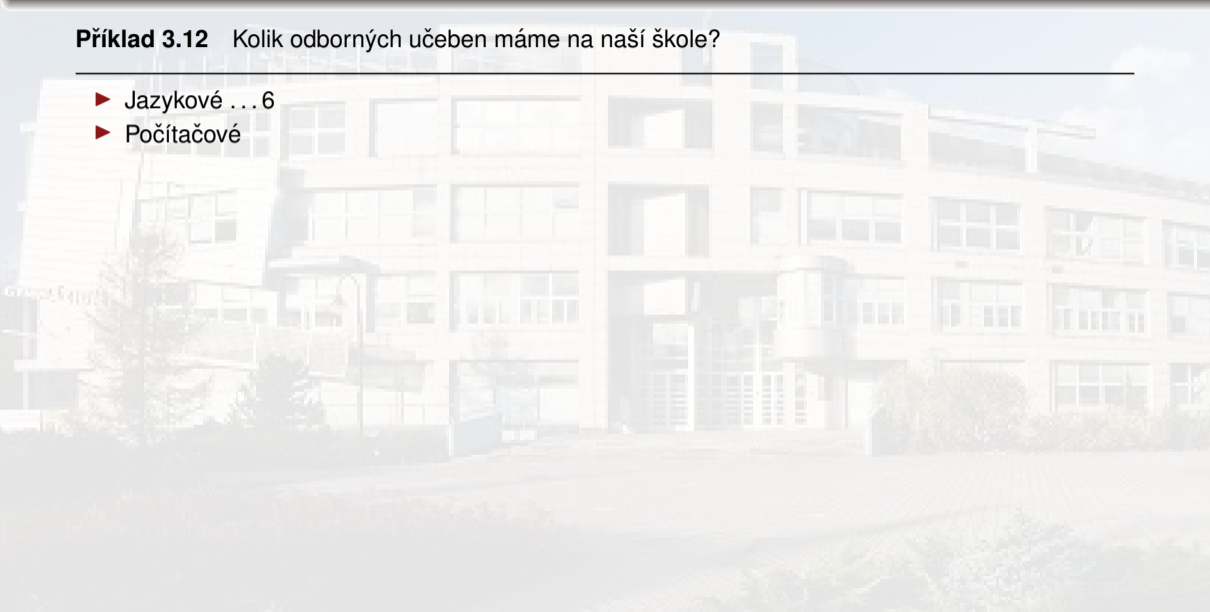 Příklad 3.12 Kolik odborných učeben máme na naší škole?
▶ Jazykové ... 6
▶ Počítačové